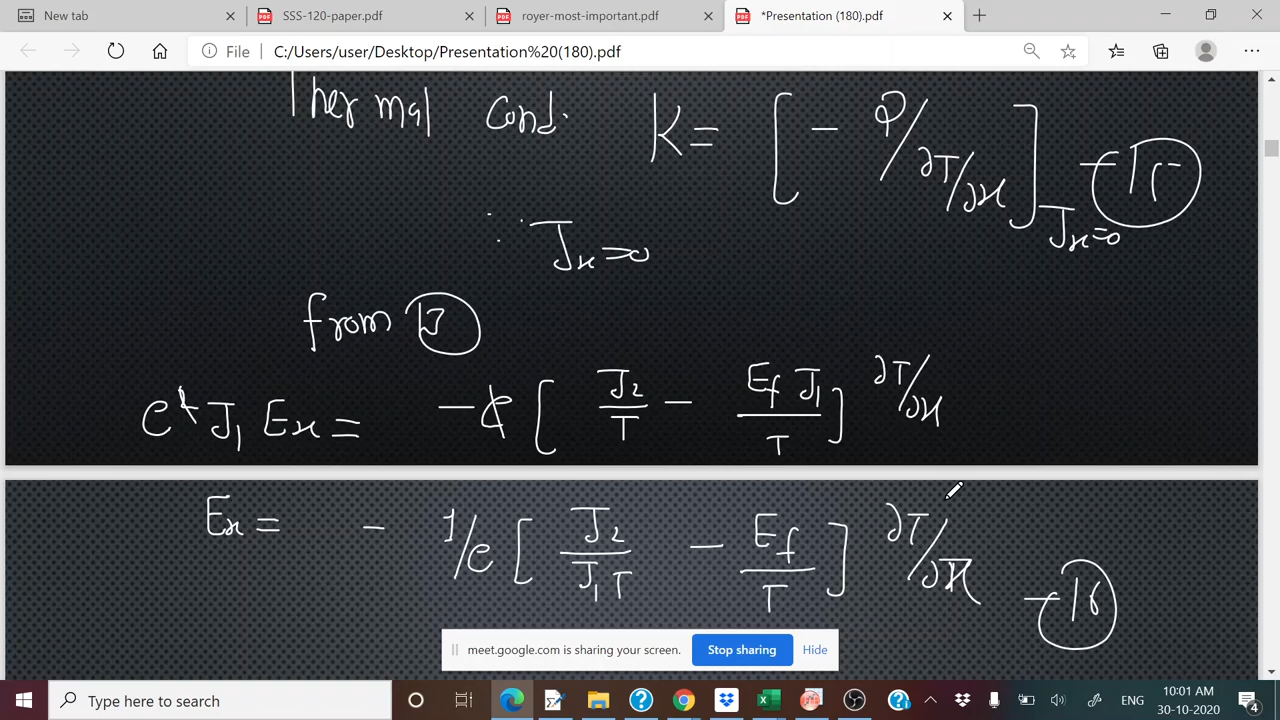 New tab
SSS-120-paper.pdf
royer-most-important.pdf
*Presentation (180).pdf
File
C:/Users/user/Desktop/Presentation%20(180).pdf
Thermal Cond. K = [ - Q / ∂T/∂x ] Jx=0 - 15
∵ Jx = 0
from
J1 Ex = - e [ J2/T - Ef J1/T ] ∂T/∂x
Ex = - 1/e [ J2/J1 T - Ef/T ] ∂T/∂x - 16
meet.google.com is sharing your screen.
Stop sharing
Hide
Type here to search
ENG
10:01 AM
30-10-2020
4